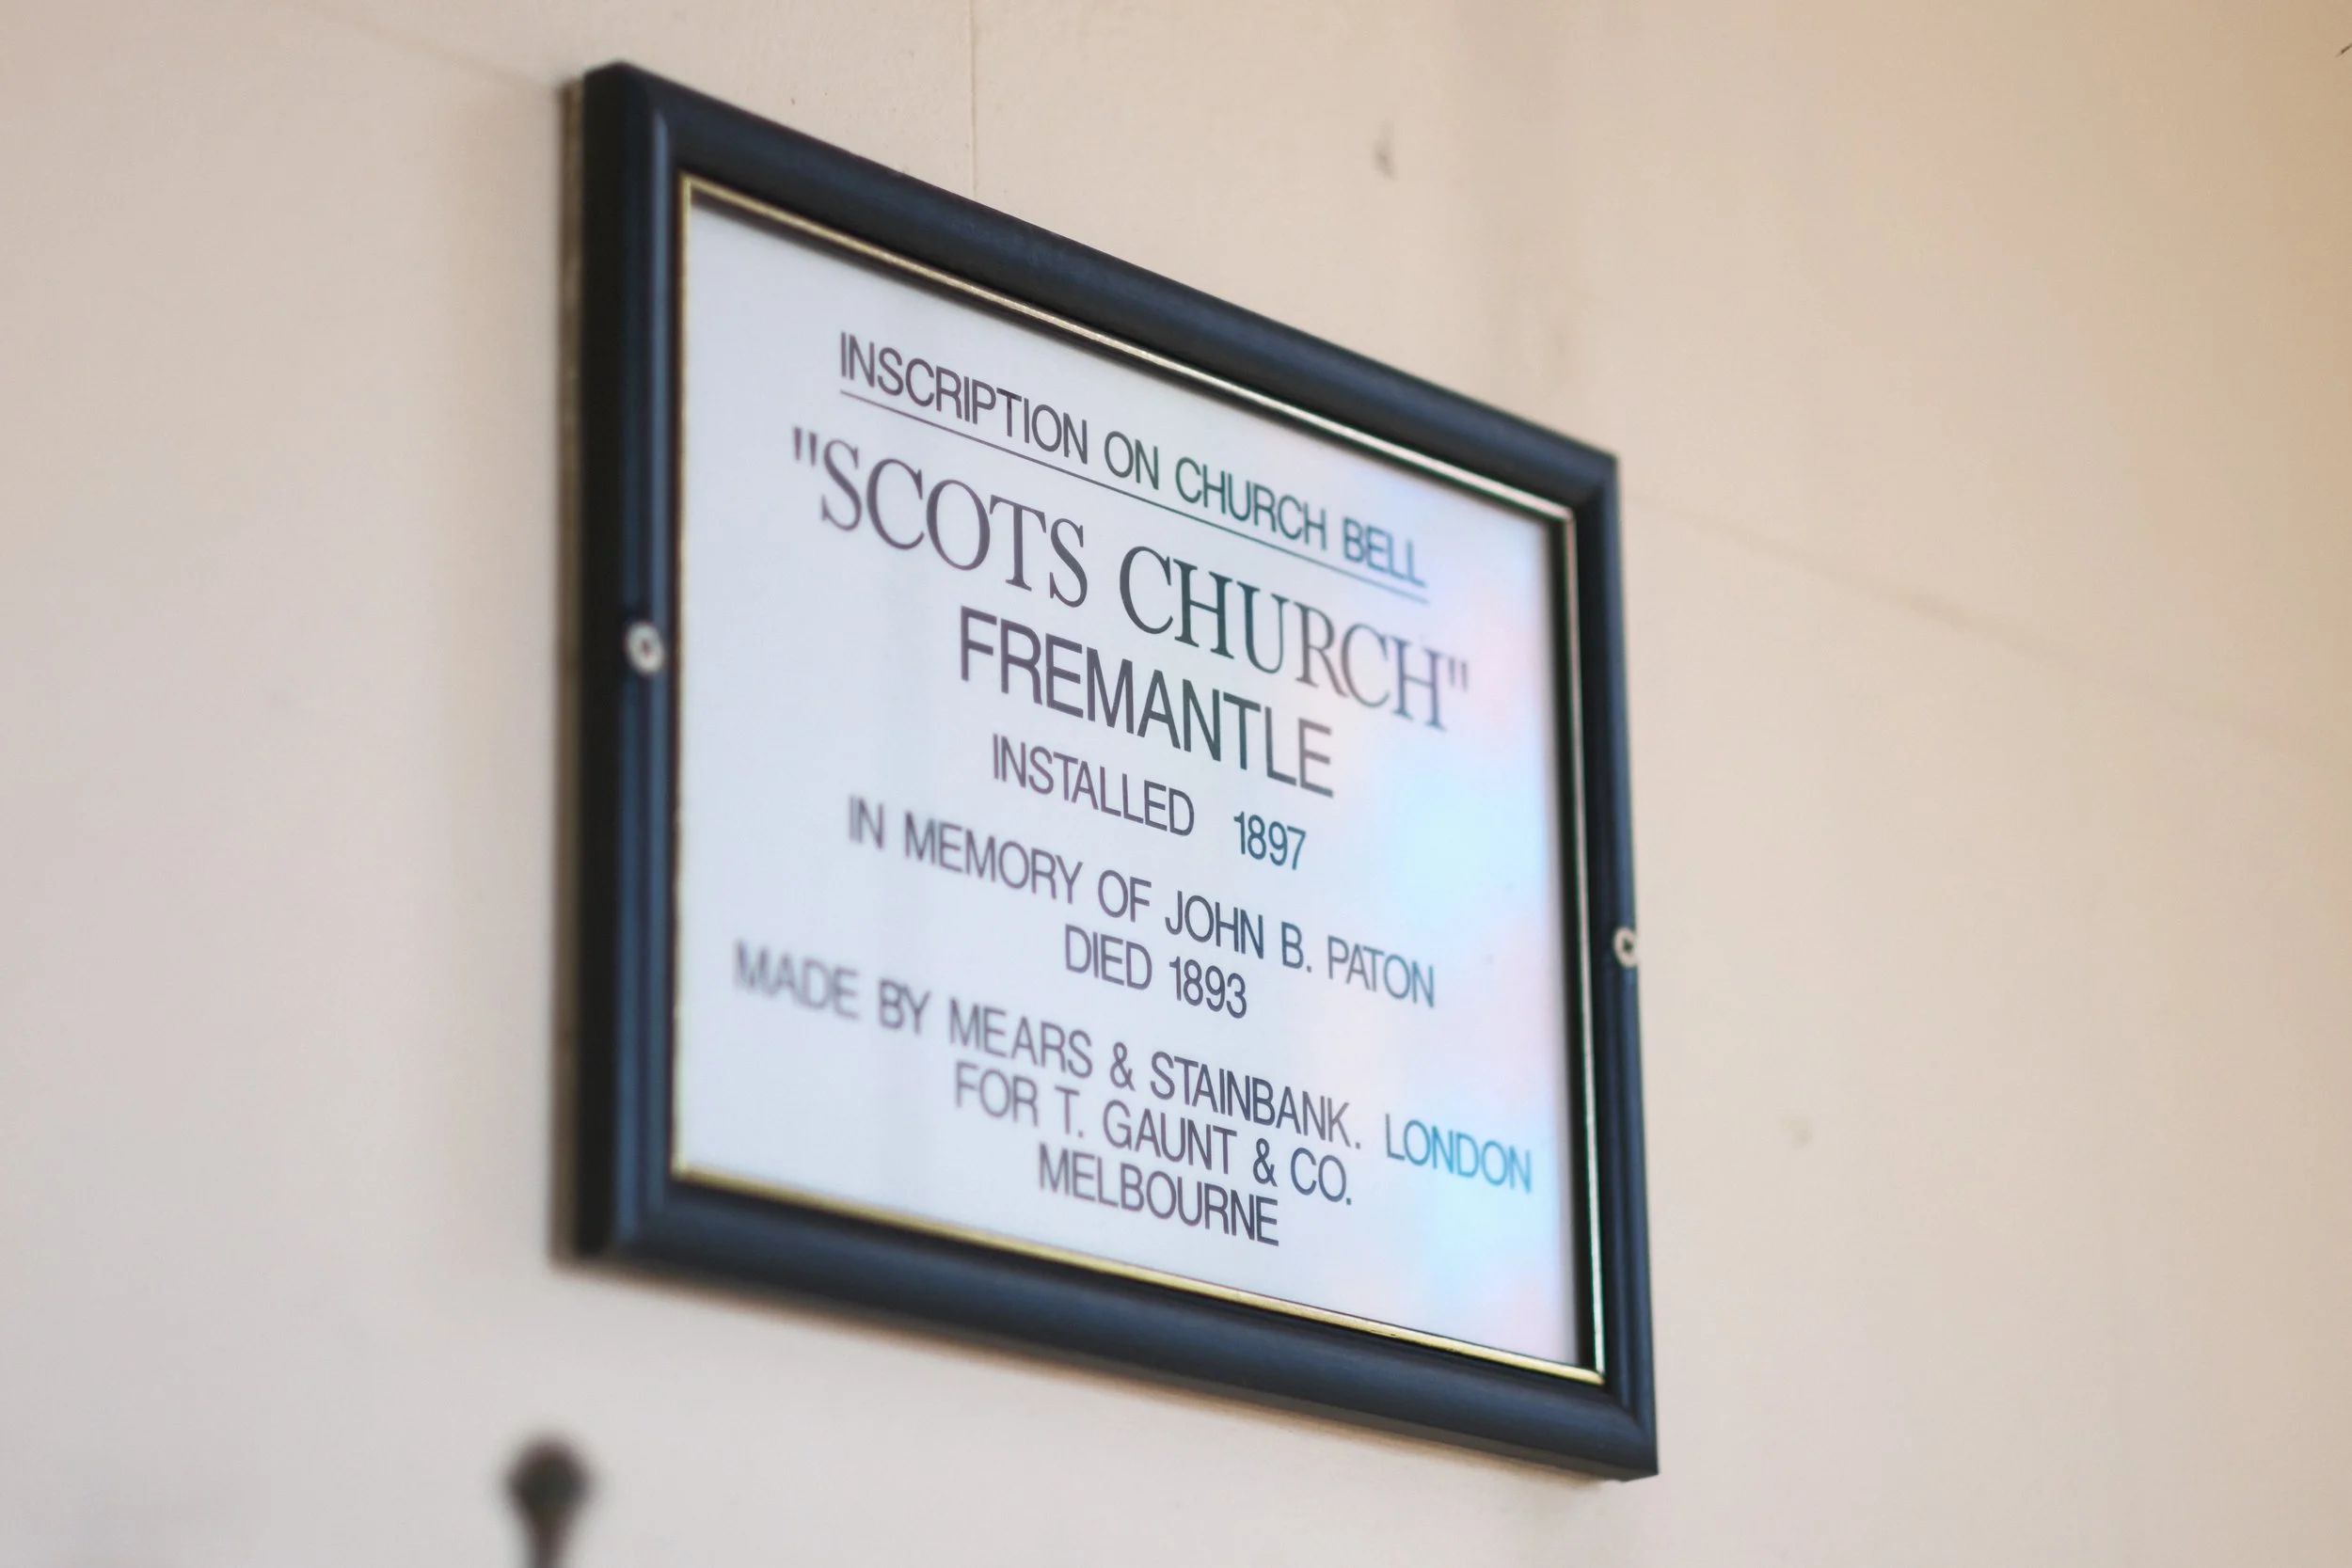 INSCRIPTION ON CHURCH BELL
"SCOTS CHURCH"
FREMANTLE
INSTALLED 1897
IN MEMORY OF JOHN B. PATON
DIED 1893
MADE BY MEARS & STAINBANK. LONDON
FOR T. GAUNT & CO.
MELBOURNE